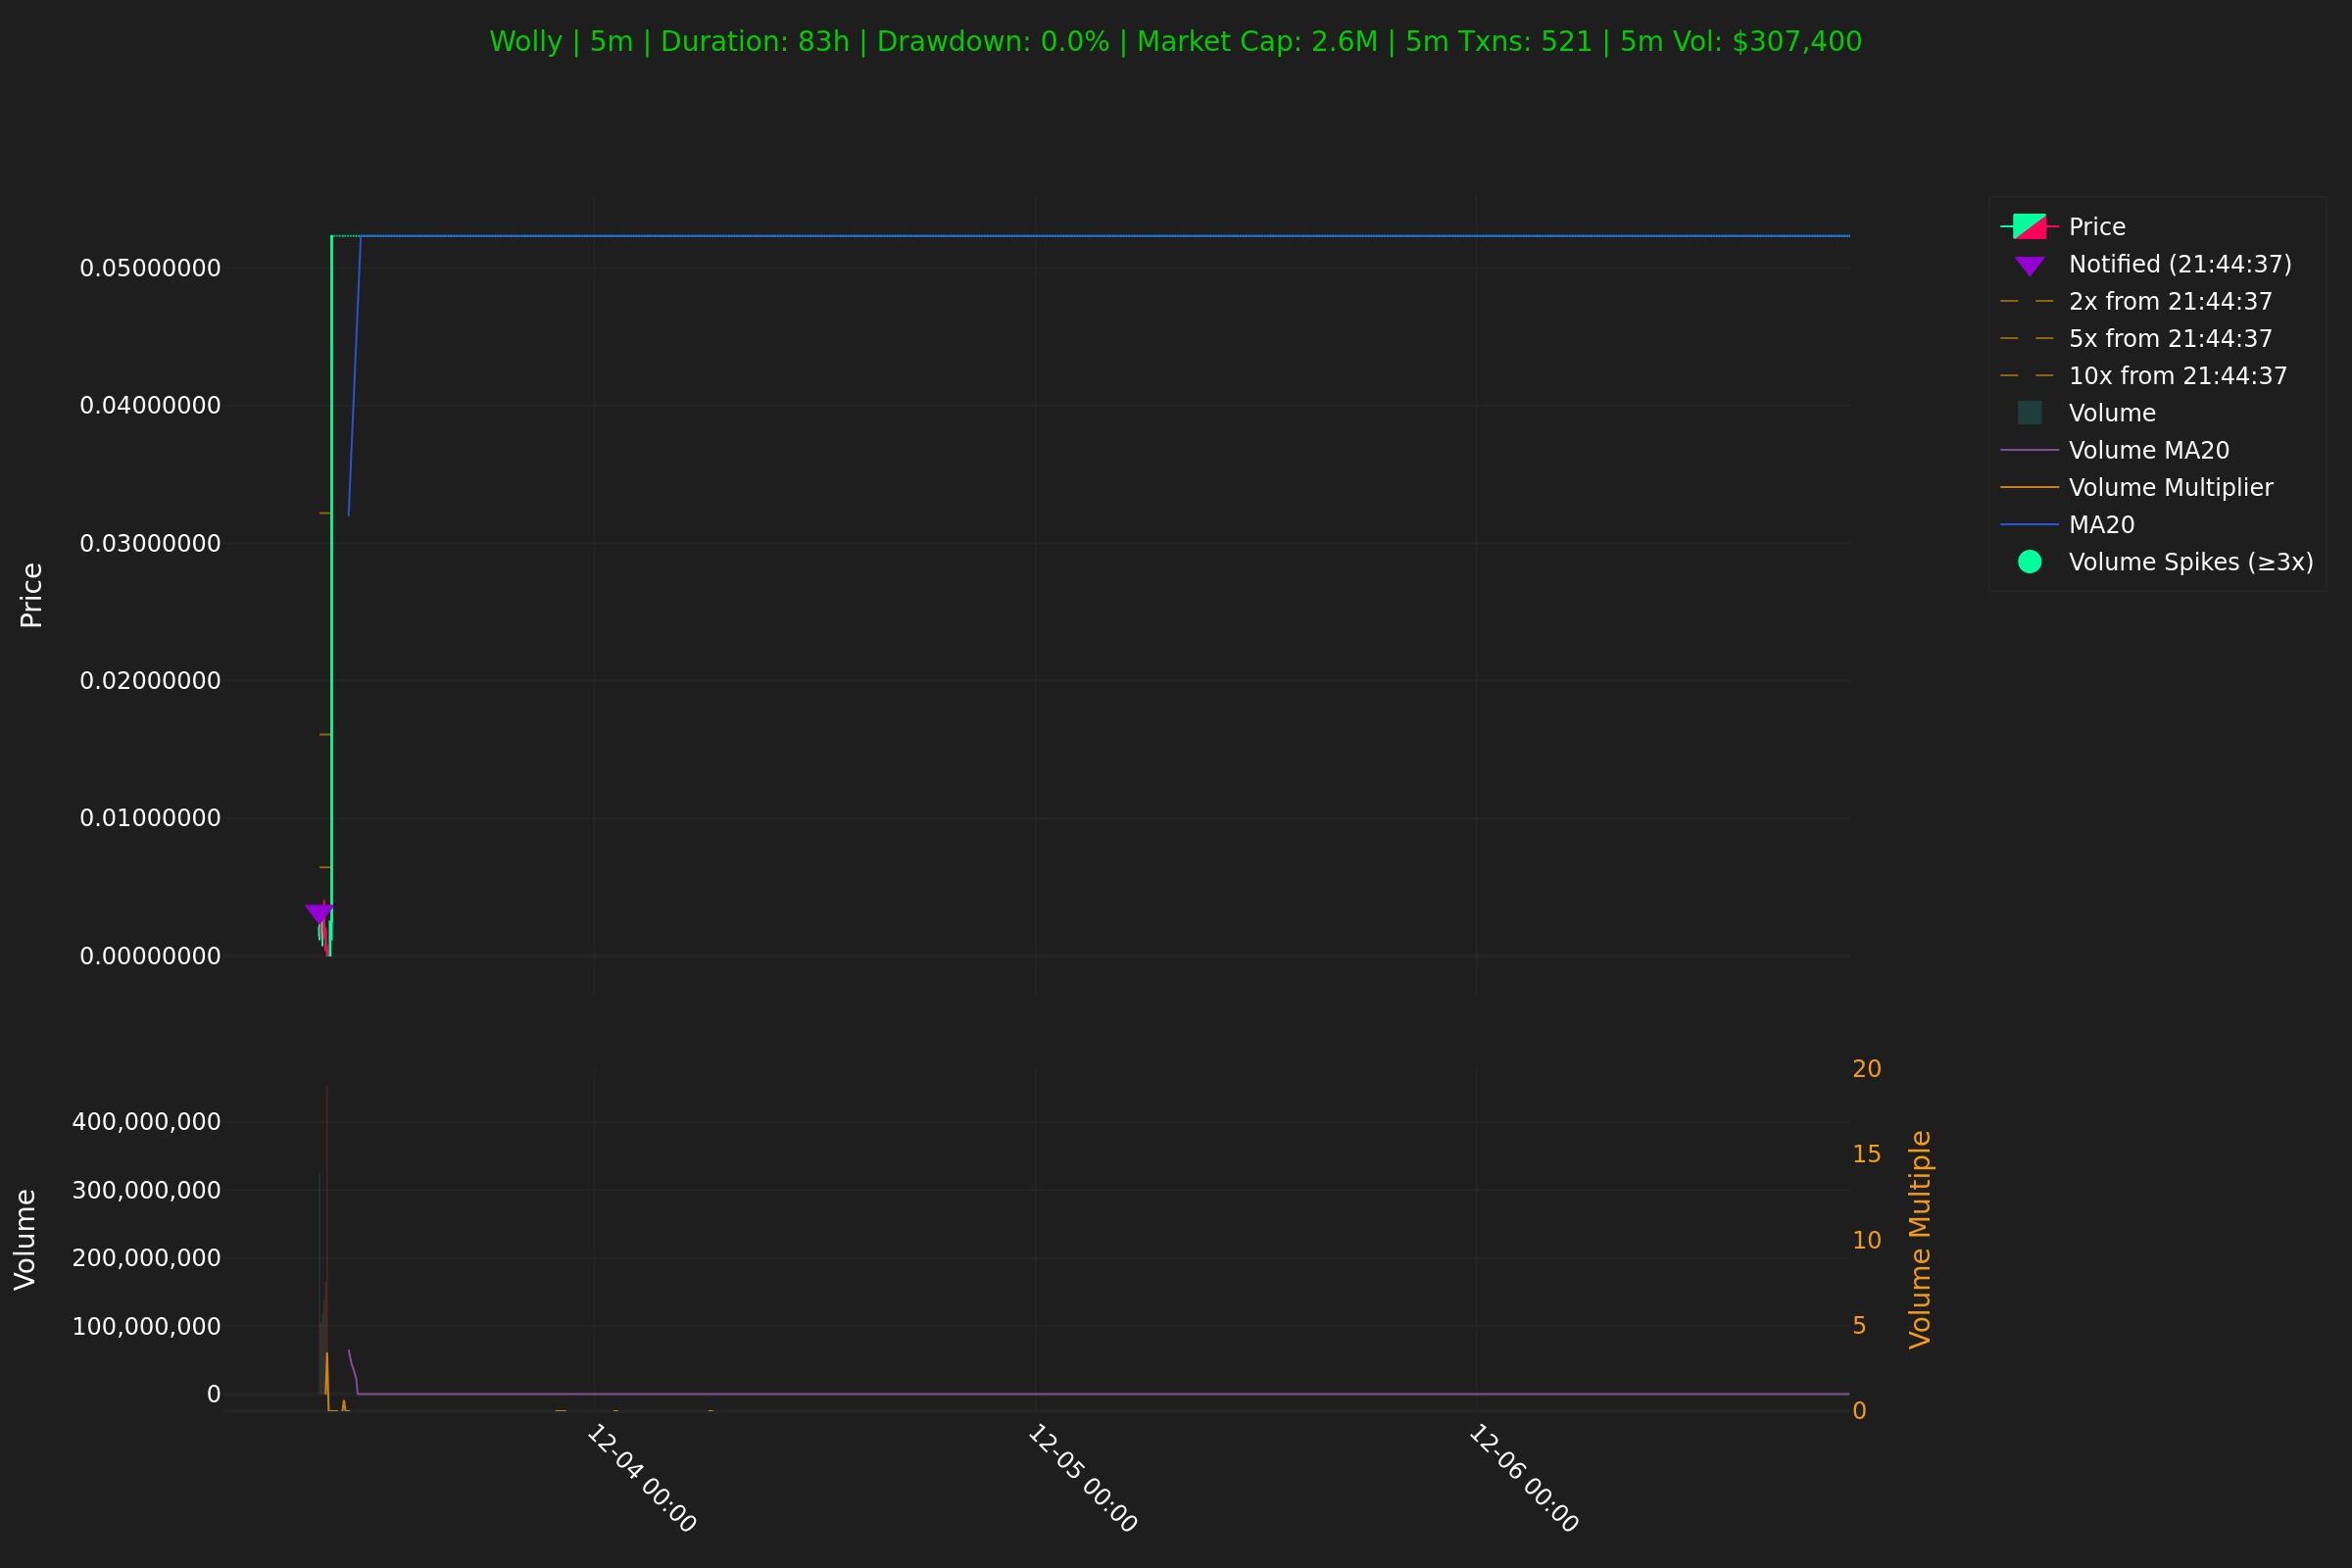 Wolly | 5m | Duration: 83h | Drawdown: 0.0% | Market Cap: 2.6M | 5m Txns: 521 | 5m Vol: $307,400
Price
0.05000000
0.04000000
0.03000000
0.02000000
0.01000000
0.00000000
Price
Notified (21:44:37)
2x from 21:44:37
5x from 21:44:37
10x from 21:44:37
Volume
Volume MA20
Volume Multiplier
MA20
Volume Spikes (≥3x)
Volume
400,000,000
300,000,000
200,000,000
100,000,000
0
20
15
10
5
0
Volume Multiple
12-04 00:00
12-05 00:00
12-06 00:00